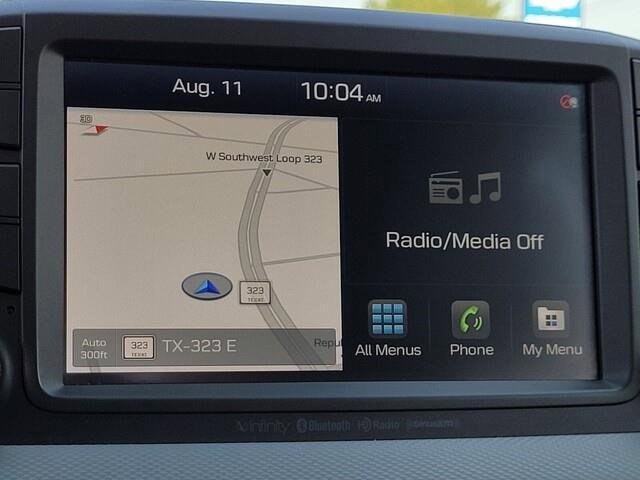 Aug. 11 10:04 AM
3D
W Southwest Loop 323
Radio/Media Off
323
TEXAS
Auto
300ft
323
TEXAS
TX-323 E
All Menus
Phone
My Menu
infinity Bluetooth HD Radio SiriusXM